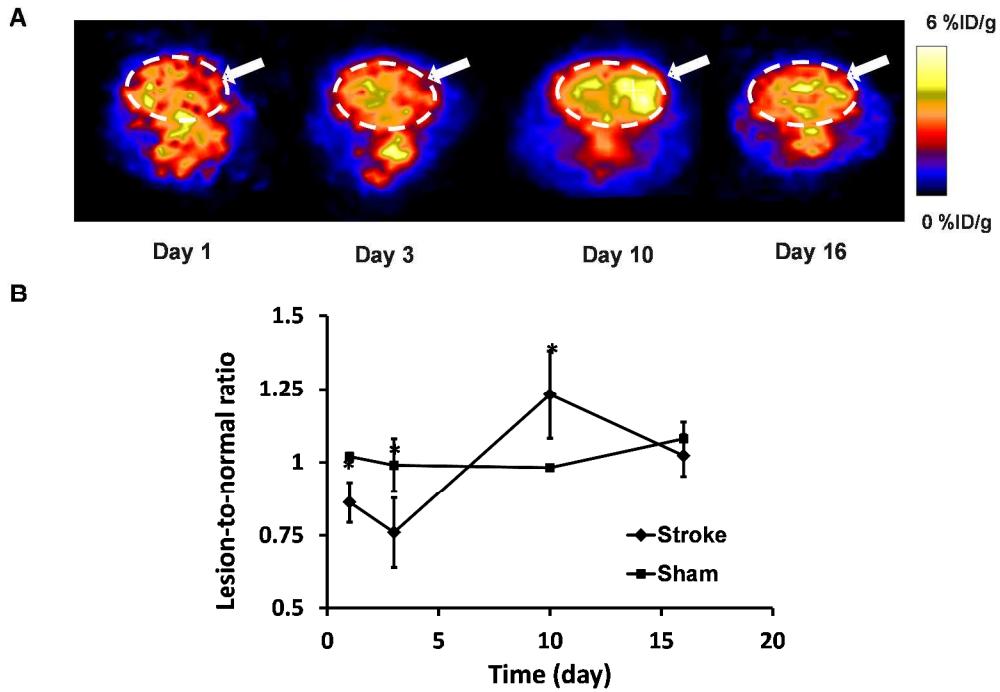 A
6 %ID/g
0 %ID/g
Day 1 Day 3 Day 10 Day 16
B
Lesion-to-normal ratio
1.5
1.25
1
0.75
0.5
*
*
*
Stroke
Sham
0 5 10 15 20
Time (day)